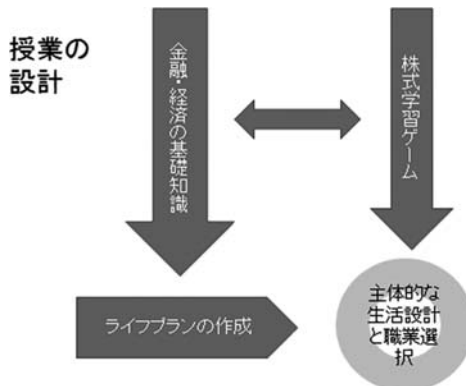 授業の
設計
金融・経済の基礎知識
株式学習ゲーム
ライフプランの作成
主体的な
生活設計
と職業選
択